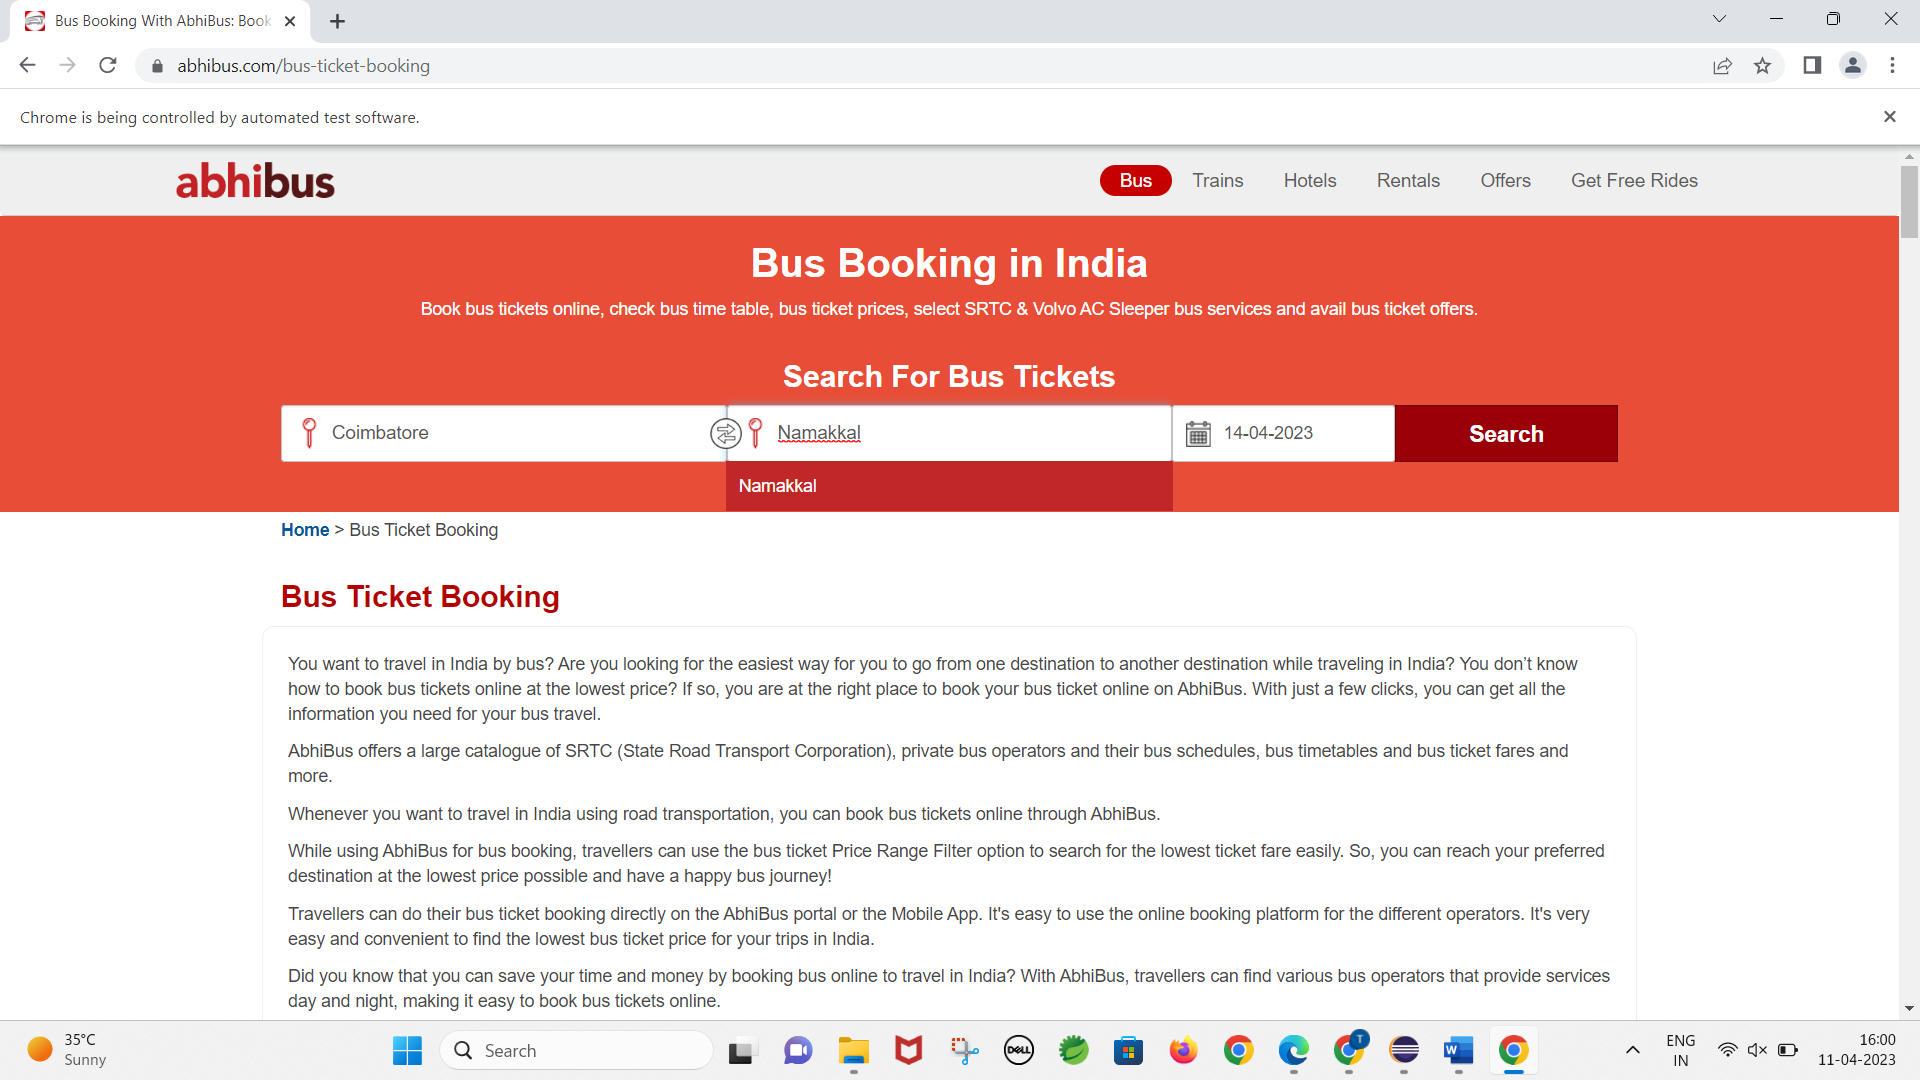 Bus Booking With AbhiBus: Book
abhibus.com/bus-ticket-booking
Chrome is being controlled by automated test software.
abhibus
Bus Trains Hotels Rentals Offers Get Free Rides
Bus Booking in India
Book bus tickets online, check bus time table, bus ticket prices, select SRTC & Volvo AC Sleeper bus services and avail bus ticket offers.
Search For Bus Tickets
Coimbatore Namakkal 14-04-2023 Search
Namakkal
Home > Bus Ticket Booking
Bus Ticket Booking
You want to travel in India by bus? Are you looking for the easiest way for you to go from one destination to another destination while traveling in India? You don’t know
how to book bus tickets online at the lowest price? If so, you are at the right place to book your bus ticket online on AbhiBus. With just a few clicks, you can get all the
information you need for your bus travel.
AbhiBus offers a large catalogue of SRTC (State Road Transport Corporation), private bus operators and their bus schedules, bus timetables and bus ticket fares and
more.
Whenever you want to travel in India using road transportation, you can book bus tickets online through AbhiBus.
While using AbhiBus for bus booking, travellers can use the bus ticket Price Range Filter option to search for the lowest ticket fare easily. So, you can reach your preferred
destination at the lowest price possible and have a happy bus journey!
Travellers can do their bus ticket booking directly on the AbhiBus portal or the Mobile App. It's easy to use the online booking platform for the different operators. It's very
easy and convenient to find the lowest bus ticket price for your trips in India.
Did you know that you can save your time and money by booking bus online to travel in India? With AbhiBus, travellers can find various bus operators that provide services
day and night, making it easy to book bus tickets online.
35°C
Sunny
Search
DELL
T
W
ENG
IN
16:00
11-04-2023